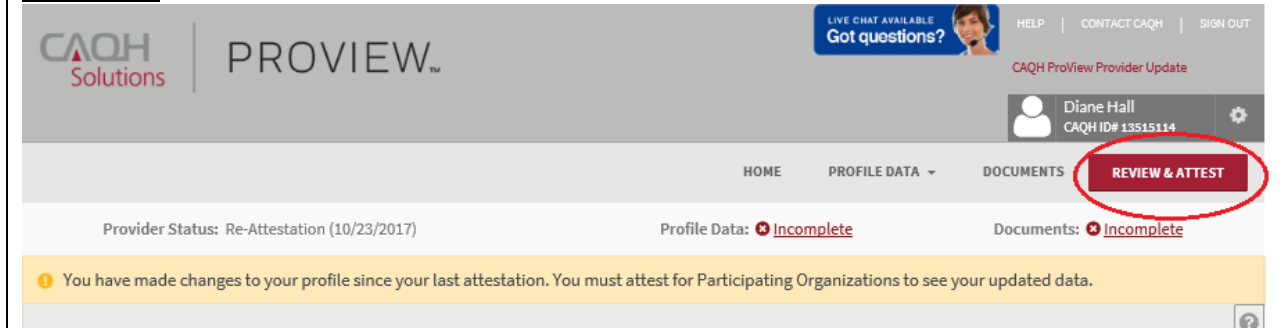 CAQH
Solutions
PROVIEW™
LIVE CHAT AVAILABLE
Got questions?
HELP | CONTACT CAQH | SIGN OUT
CAQH ProView Provider Update
Diane Hall
CAQH ID# 13515114
HOME PROFILE DATA DOCUMENTS REVIEW & ATTEST
Provider Status: Re-Attestation (10/23/2017) Profile Data: Incomplete Documents: Incomplete
You have made changes to your profile since your last attestation. You must attest for Participating Organizations to see your updated data.
?